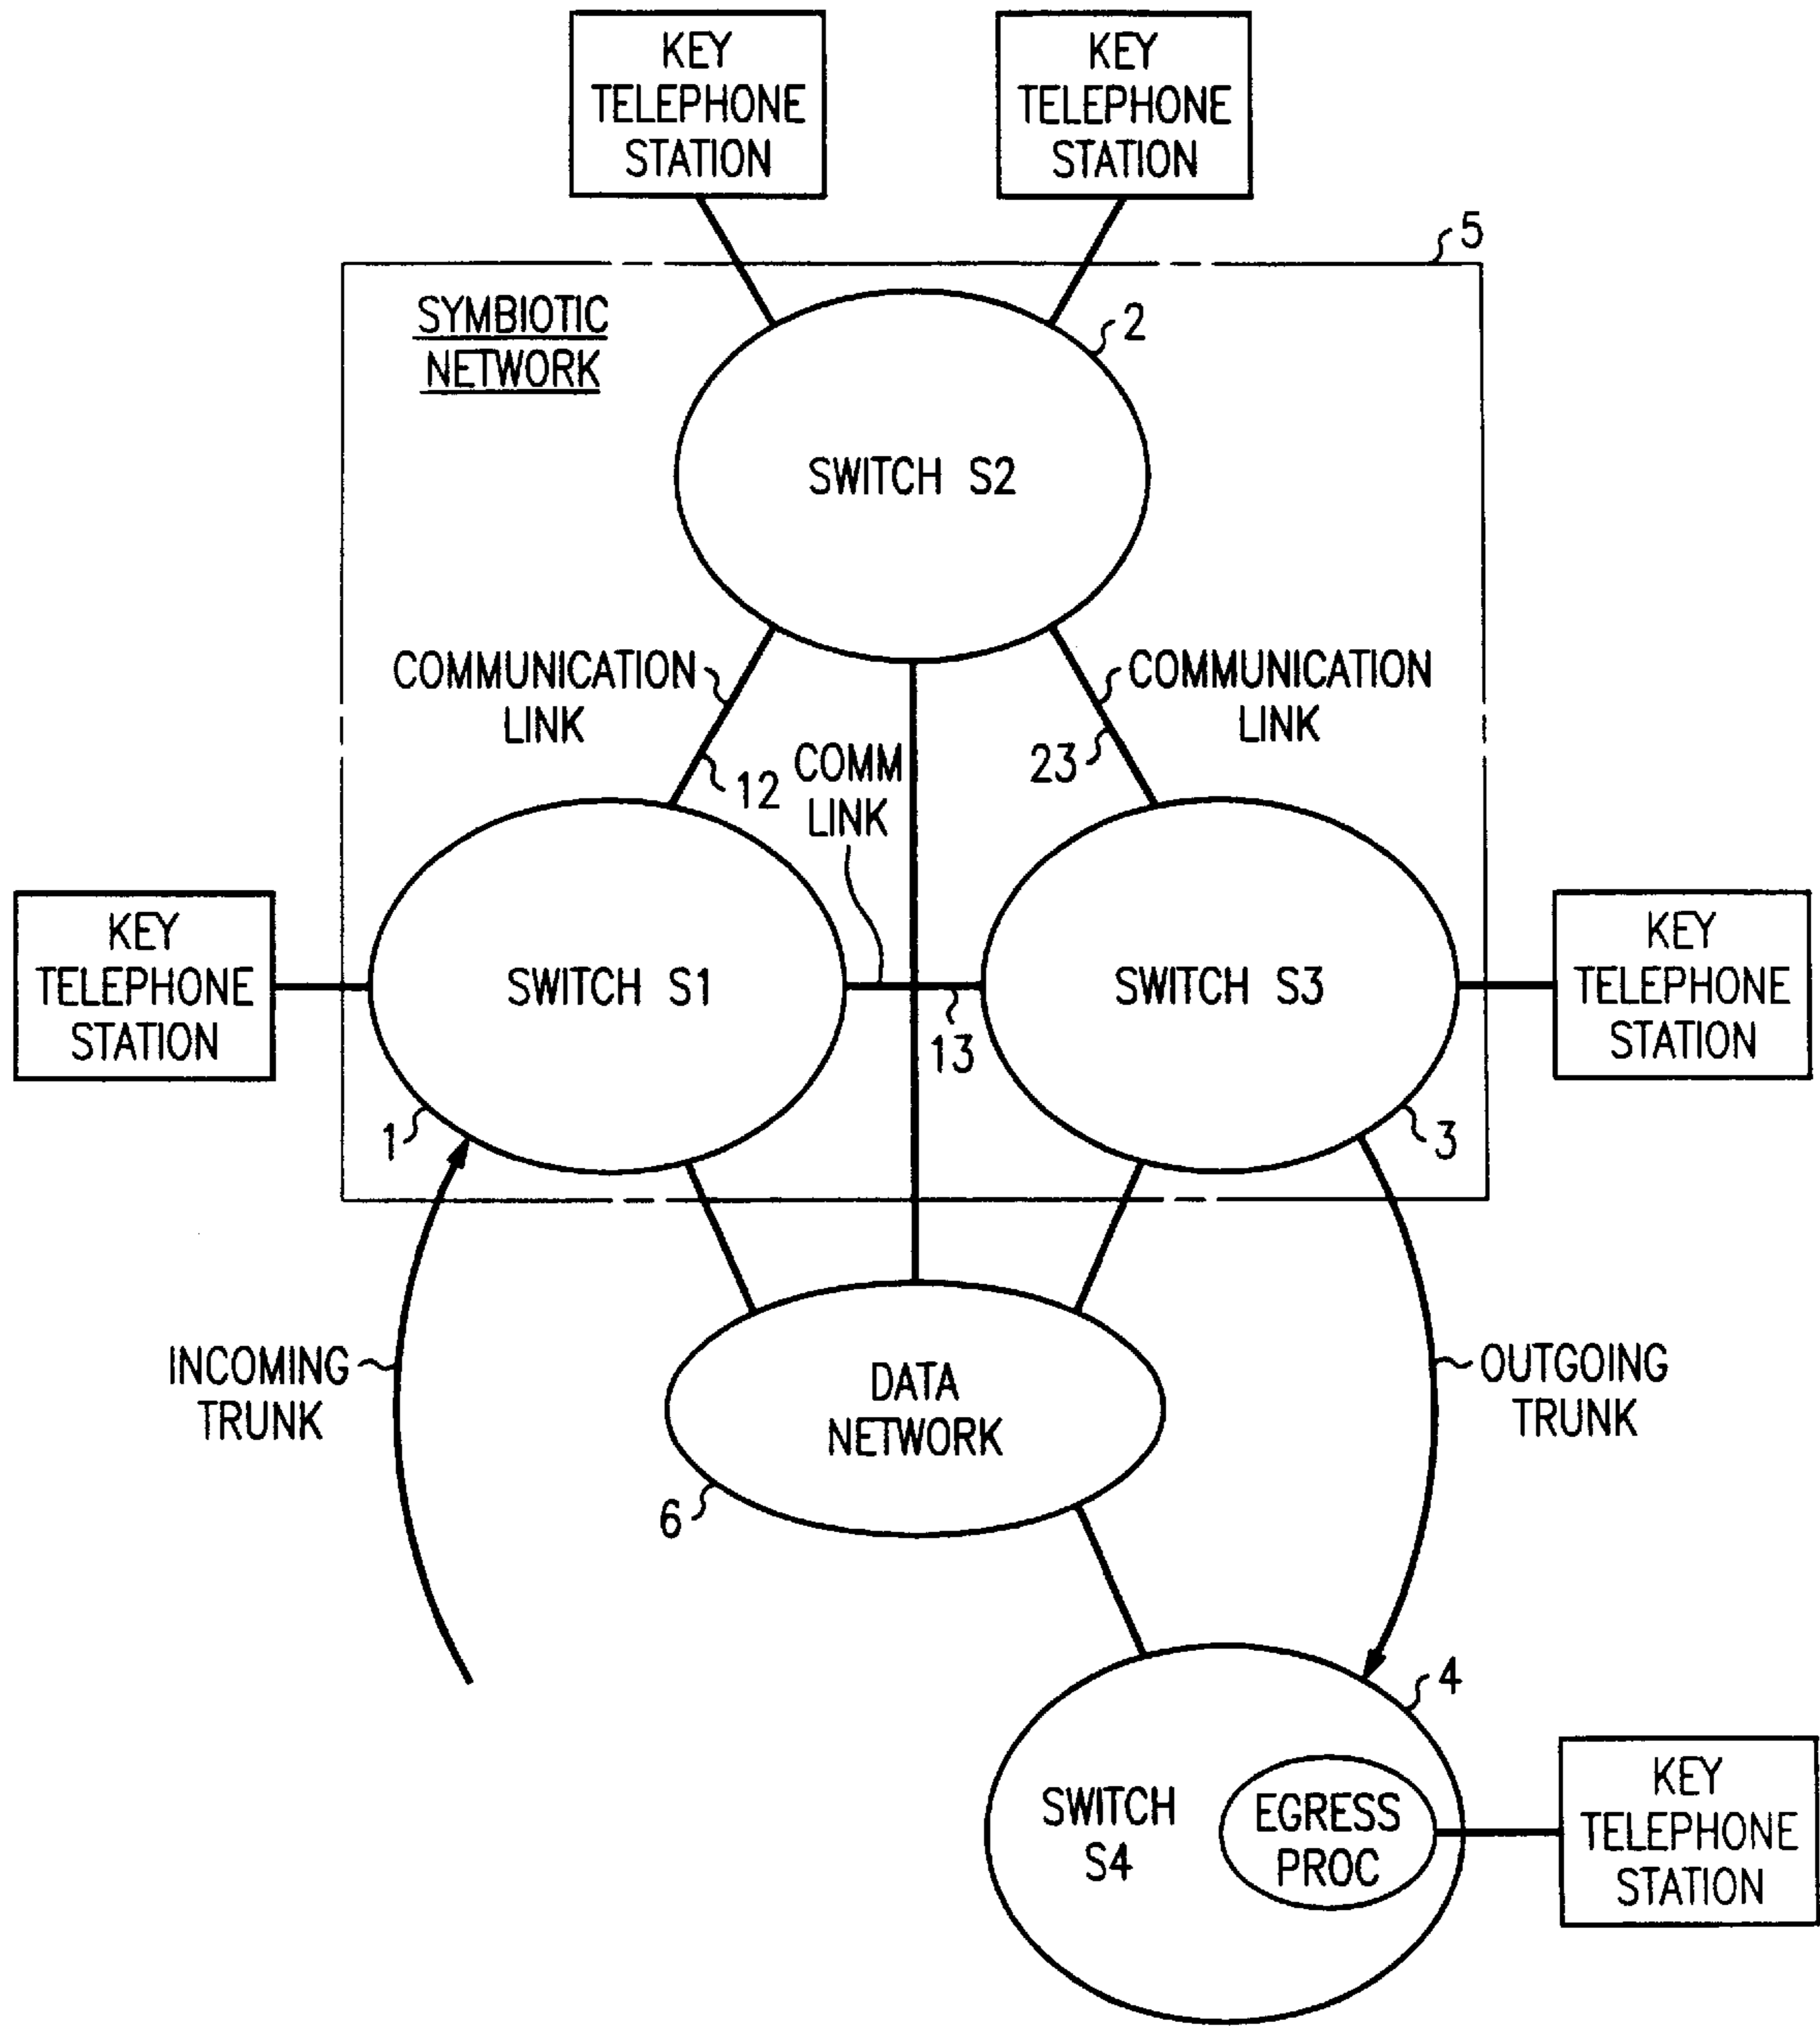 KEY
TELEPHONE
STATION
KEY
TELEPHONE
STATION
5
SYMBIOTIC
NETWORK
2
SWITCH S2
COMMUNICATION
LINK
12
COMM
LINK
COMMUNICATION
LINK
23
KEY
TELEPHONE
STATION
SWITCH S1
13
SWITCH S3
KEY
TELEPHONE
STATION
1
3
INCOMING
TRUNK
DATA
NETWORK
6
OUTGOING
TRUNK
4
SWITCH
S4
EGRESS
PROC
KEY
TELEPHONE
STATION